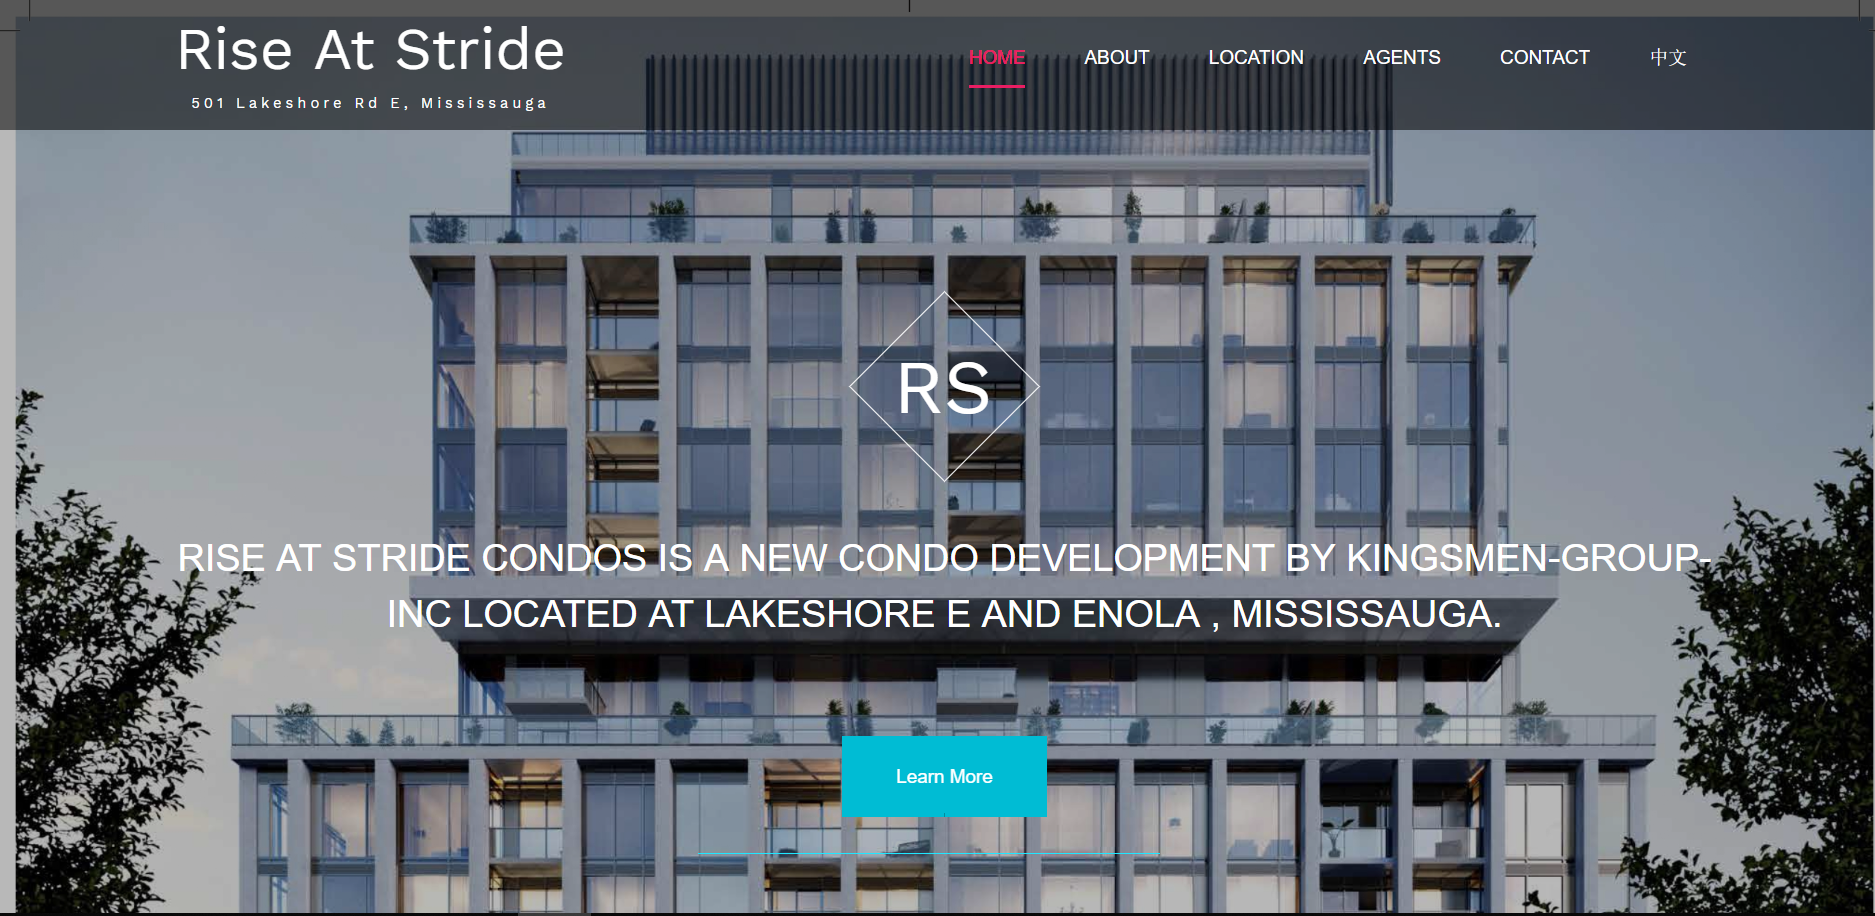 Rise At Stride
501 Lakeshore Rd E, Mississauga
HOME ABOUT LOCATION AGENTS CONTACT 中文
RS
RISE AT STRIDE CONDOS IS A NEW CONDO DEVELOPMENT BY KINGSMEN-GROUP-
INC LOCATED AT LAKESHORE E AND ENOLA , MISSISSAUGA.
Learn More